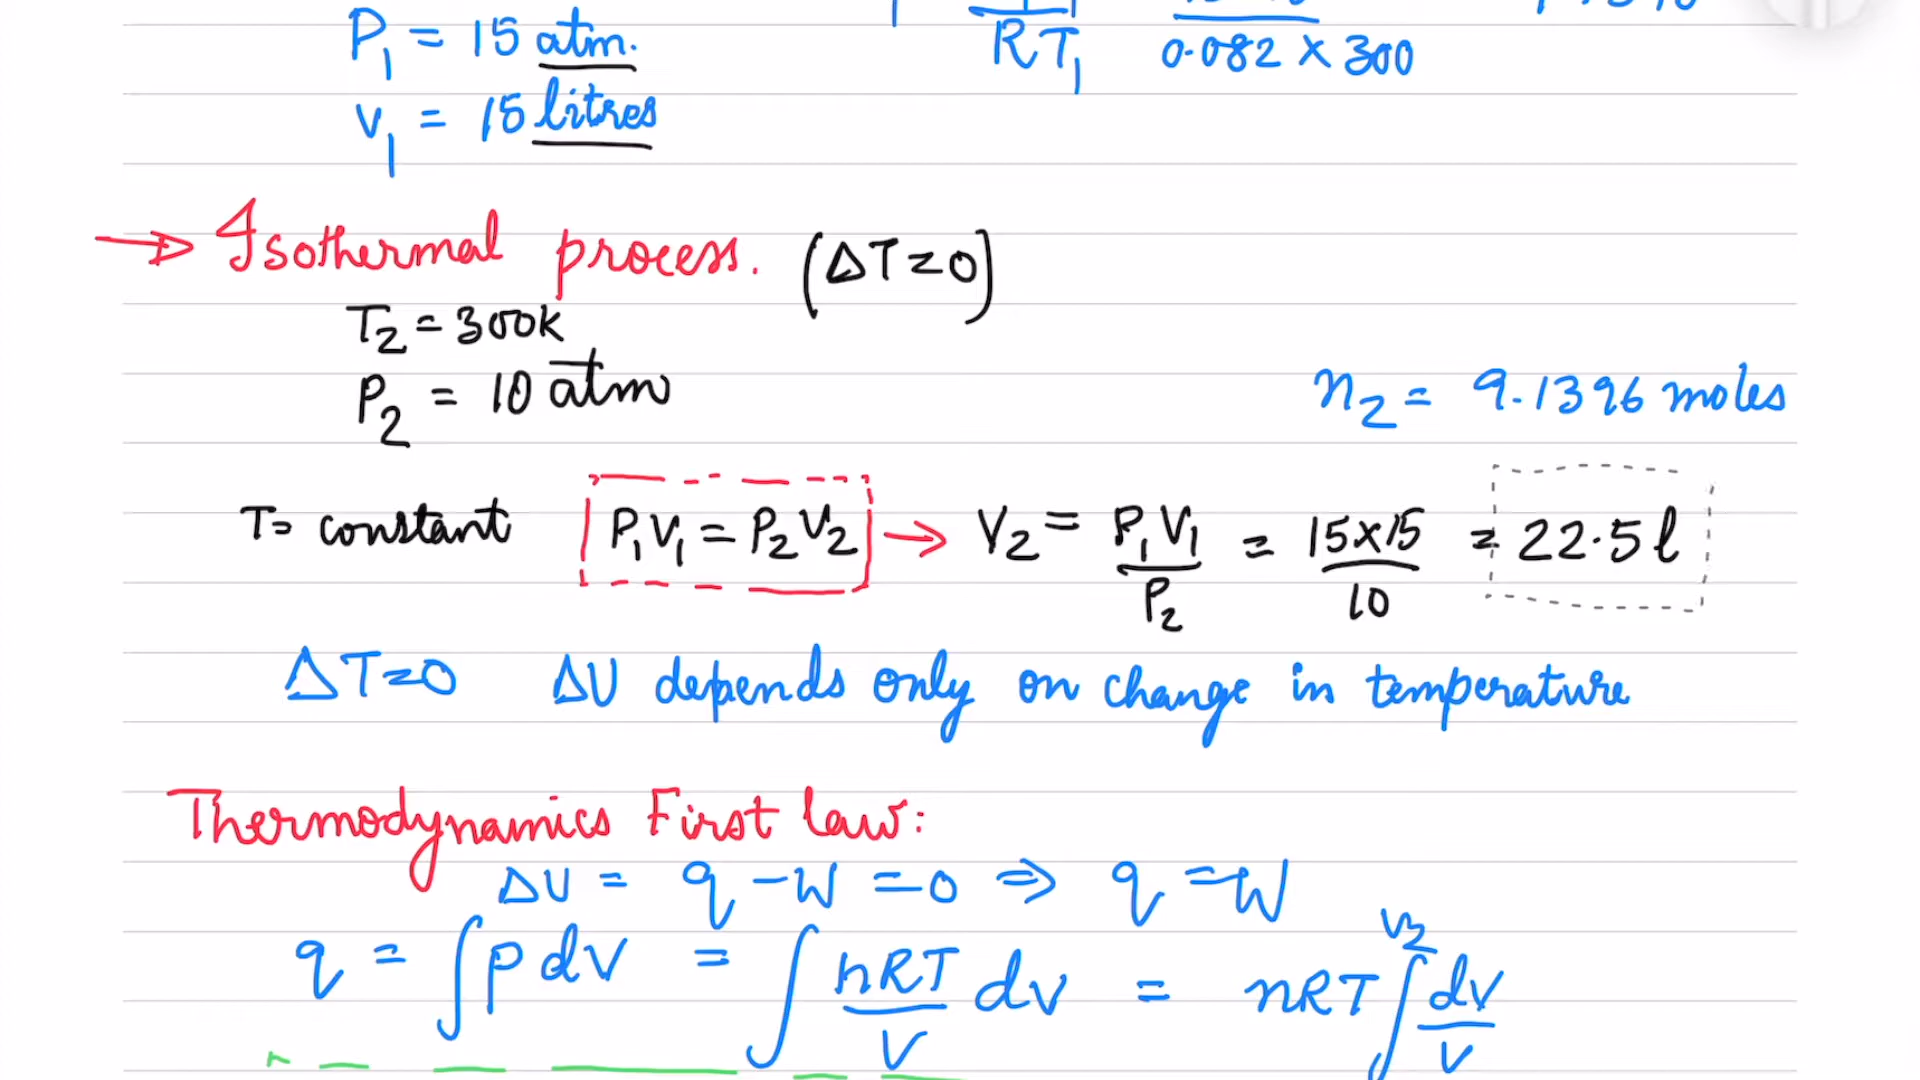 P₁ = 15 atm.
RT₁ 0.082 × 300
V₁ = 15 litres
→ Isothermal process. (ΔT=0)
T₂ = 300k
P₂ = 10 atm
n₂ = 9.1396 moles
T= constant P₁V₁ = P₂V₂ → V₂ = P₁V₁/P₂ = 15×15/10 = 22.5 l
ΔT=0 ΔU depends only on change in temperature
Thermodynamics First law:
ΔU = q − W = 0 ⇒ q = W
q = ∫ p dV = ∫ nRT/V dV = nRT ∫^V₂ dV/V